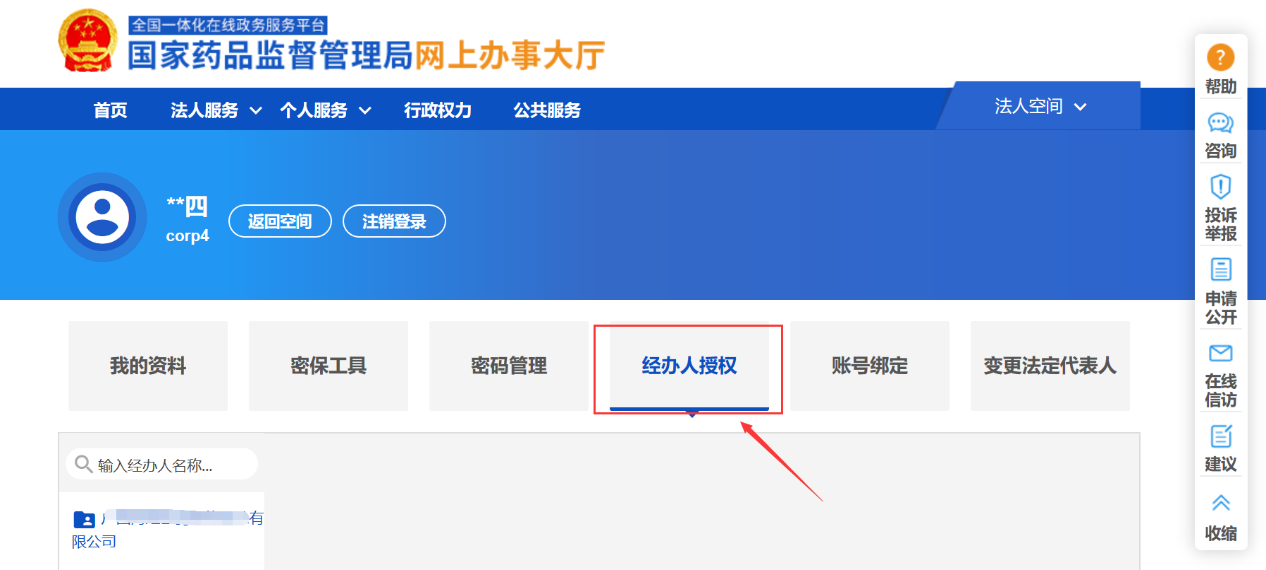 全国一体化在线政务服务平台
国家药品监督管理局网上办事大厅
首页 法人服务 个人服务 行政权力 公共服务 法人空间
**四
corp4
返回空间 注销登录
我的资料 密保工具 密码管理 经办人授权 账号绑定 变更法定代表人
输入经办人名称...
有
限公司
?
帮助
咨询
投诉
举报
申请
公开
在线
信访
建议
收缩